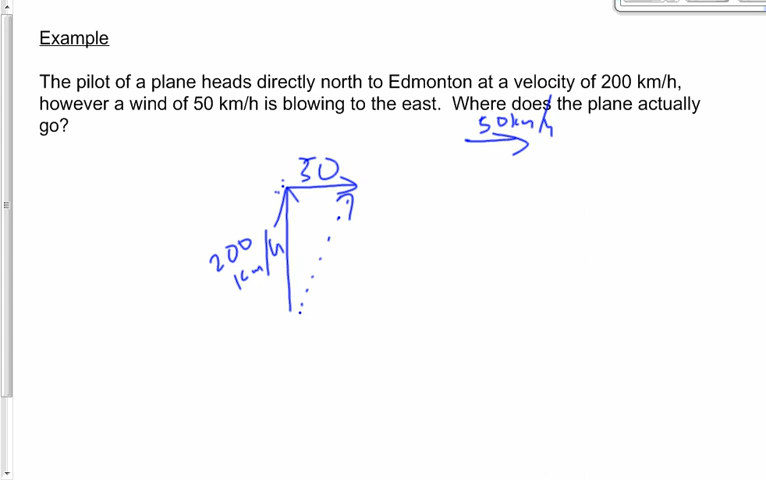 Example
The pilot of a plane heads directly north to Edmonton at a velocity of 200 km/h,
however a wind of 50 km/h is blowing to the east.  Where does the plane actually
go?
50km/h
50
200
km/h